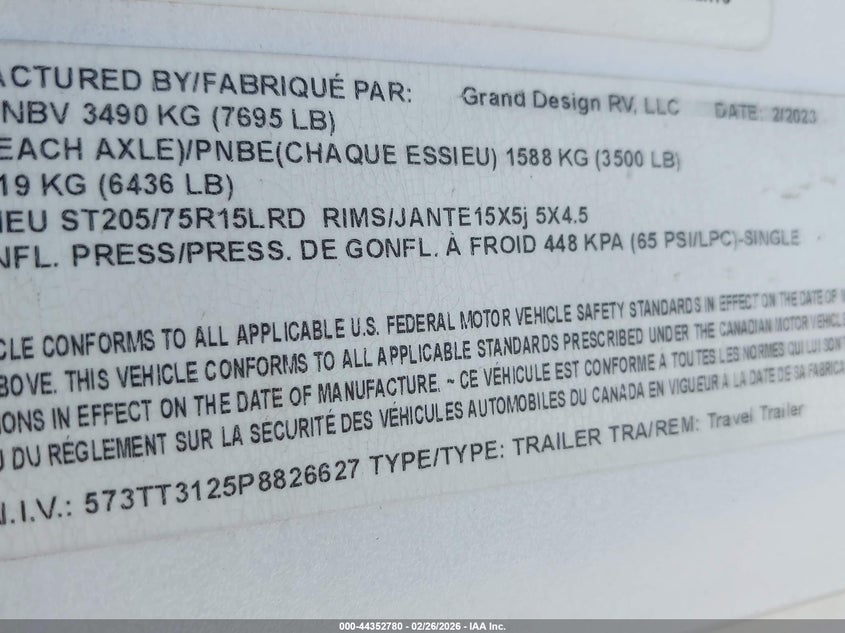 ACTURED BY/FABRIQUÉ PAR: Grand Design RV, LLC DATE: 2/2023
NBV 3490 KG (7695 LB)
EACH AXLE)/PNBE(CHAQUE ESSIEU) 1588 KG (3500 LB)
19 KG (6436 LB)
IEU ST205/75R15LRD RIMS/JANTE15X5j 5X4.5
NFL. PRESS/PRESS. DE GONFL. À FROID 448 KPA (65 PSI/LPC)-SINGLE
CLE CONFORMS TO ALL APPLICABLE U.S. FEDERAL MOTOR VEHICLE SAFETY STANDARDS IN EFFECT ON THE DATE OF
BOVE. THIS VEHICLE CONFORMS TO ALL APPLICABLE STANDARDS PRESCRIBED UNDER THE CANADIAN MOTOR VEHICLE
IONS IN EFFECT ON THE DATE OF MANUFACTURE. ~ CE VÉHICULE EST CONFORME À TOUTES LES NORMES QUI LUI SONT
U DU RÉGLEMENT SUR LA SÉCURITÉ DES VÉHICULES AUTOMOBILES DU CANADA EN VIGUEUR À LA DATE DE SA FABRICA
N.I.V.: 573TT3125P8826627 TYPE/TYPE: TRAILER TRA/REM: Travel Trailer
000-44352780 - 02/26/2026 - IAA Inc.